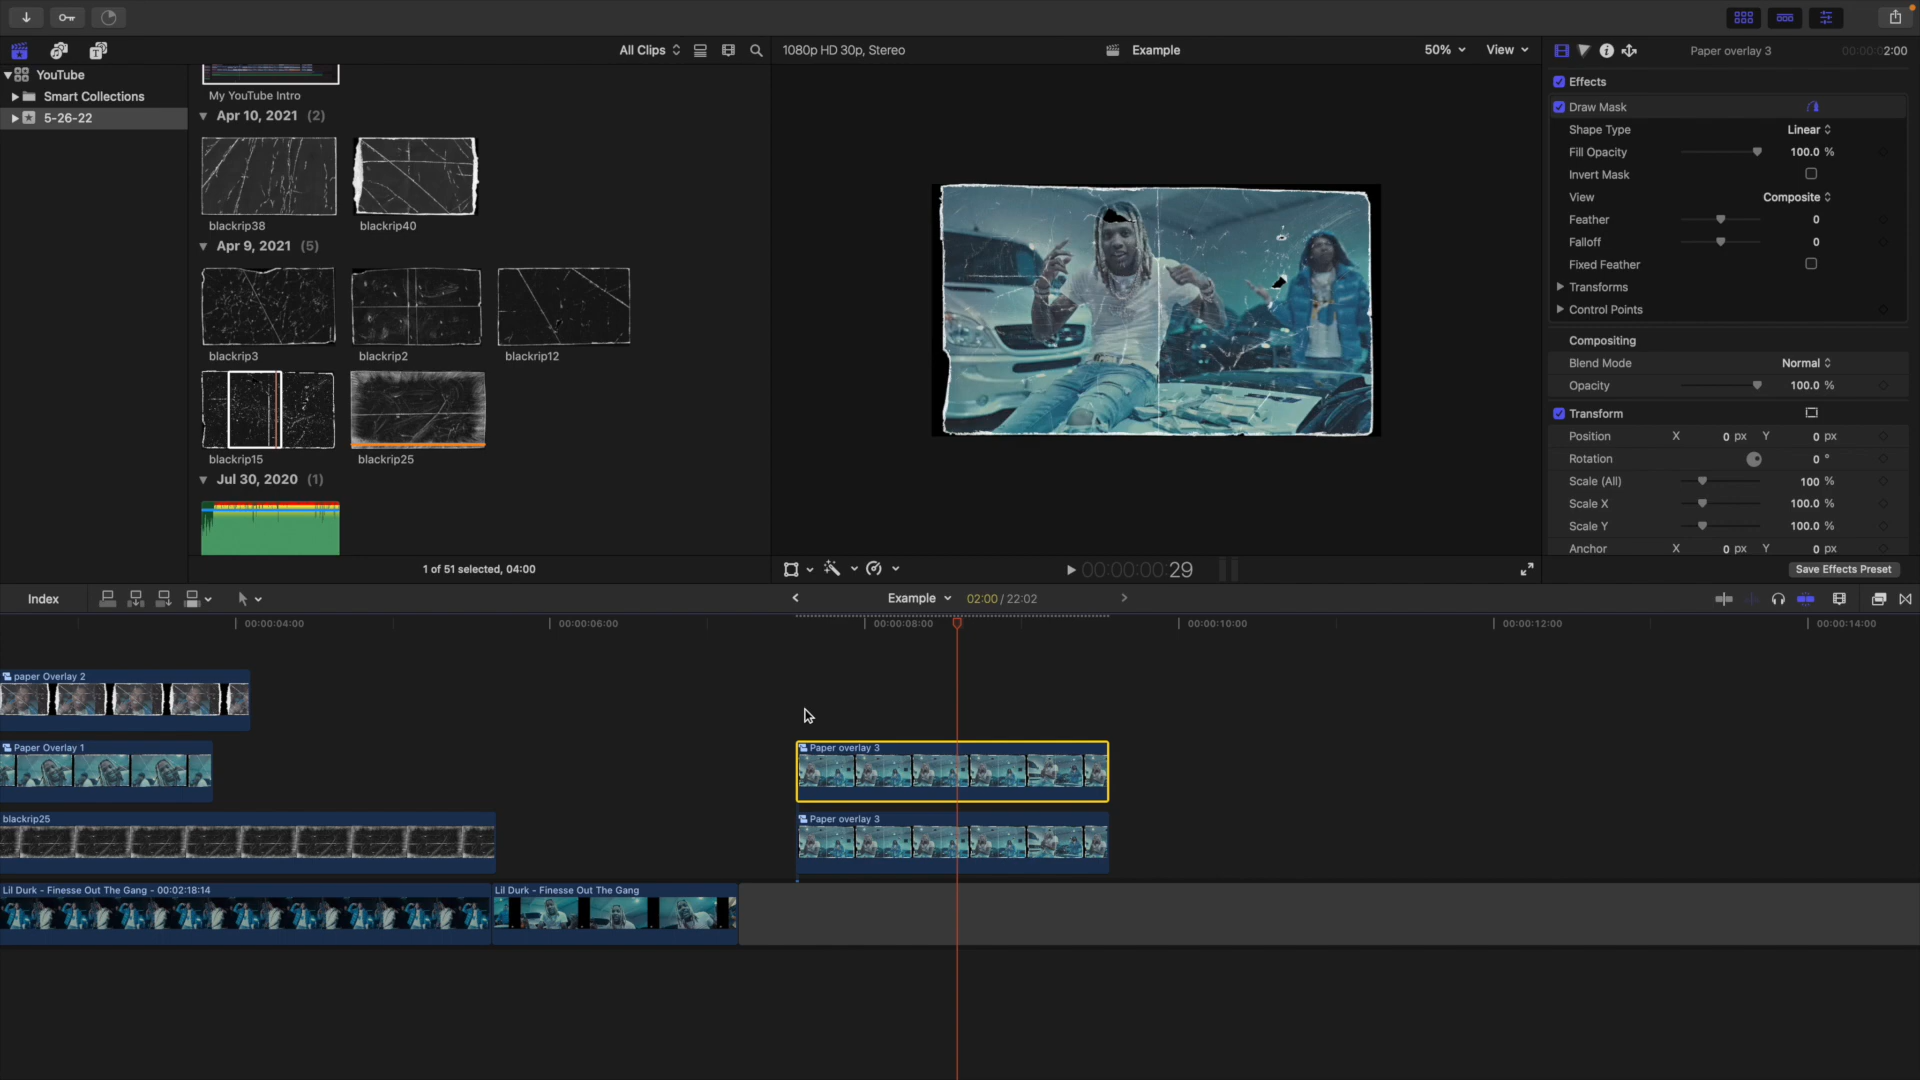 All Clips
1080p HD 30p, Stereo
Example
50%
View
Paper overlay 3
00:00:02:00
YouTube
Smart Collections
5-26-22
My YouTube Intro
Apr 10, 2021 (2)
blackrip38
blackrip40
Apr 9, 2021 (5)
blackrip3
blackrip2
blackrip12
blackrip15
blackrip25
Jul 30, 2020 (1)
Effects
Draw Mask
Shape Type Linear
Fill Opacity 100.0 %
Invert Mask
View Composite
Feather 0
Falloff 0
Fixed Feather
Transforms
Control Points
Compositing
Blend Mode Normal
Opacity 100.0 %
Transform
Position X 0 px Y 0 px
Rotation 0 °
Scale (All) 100 %
Scale X 100.0 %
Scale Y 100.0 %
Anchor X 0 px Y 0 px
1 of 51 selected, 04:00
00:00:00:29
Save Effects Preset
Index
Example 02:00 / 22:02
00:00:04:00
00:00:06:00
00:00:08:00
00:00:10:00
00:00:12:00
00:00:14:00
paper Overlay 2
Paper Overlay 1
Paper overlay 3
blackrip25
Paper overlay 3
Lil Durk - Finesse Out The Gang - 00:02:18:14
Lil Durk - Finesse Out The Gang